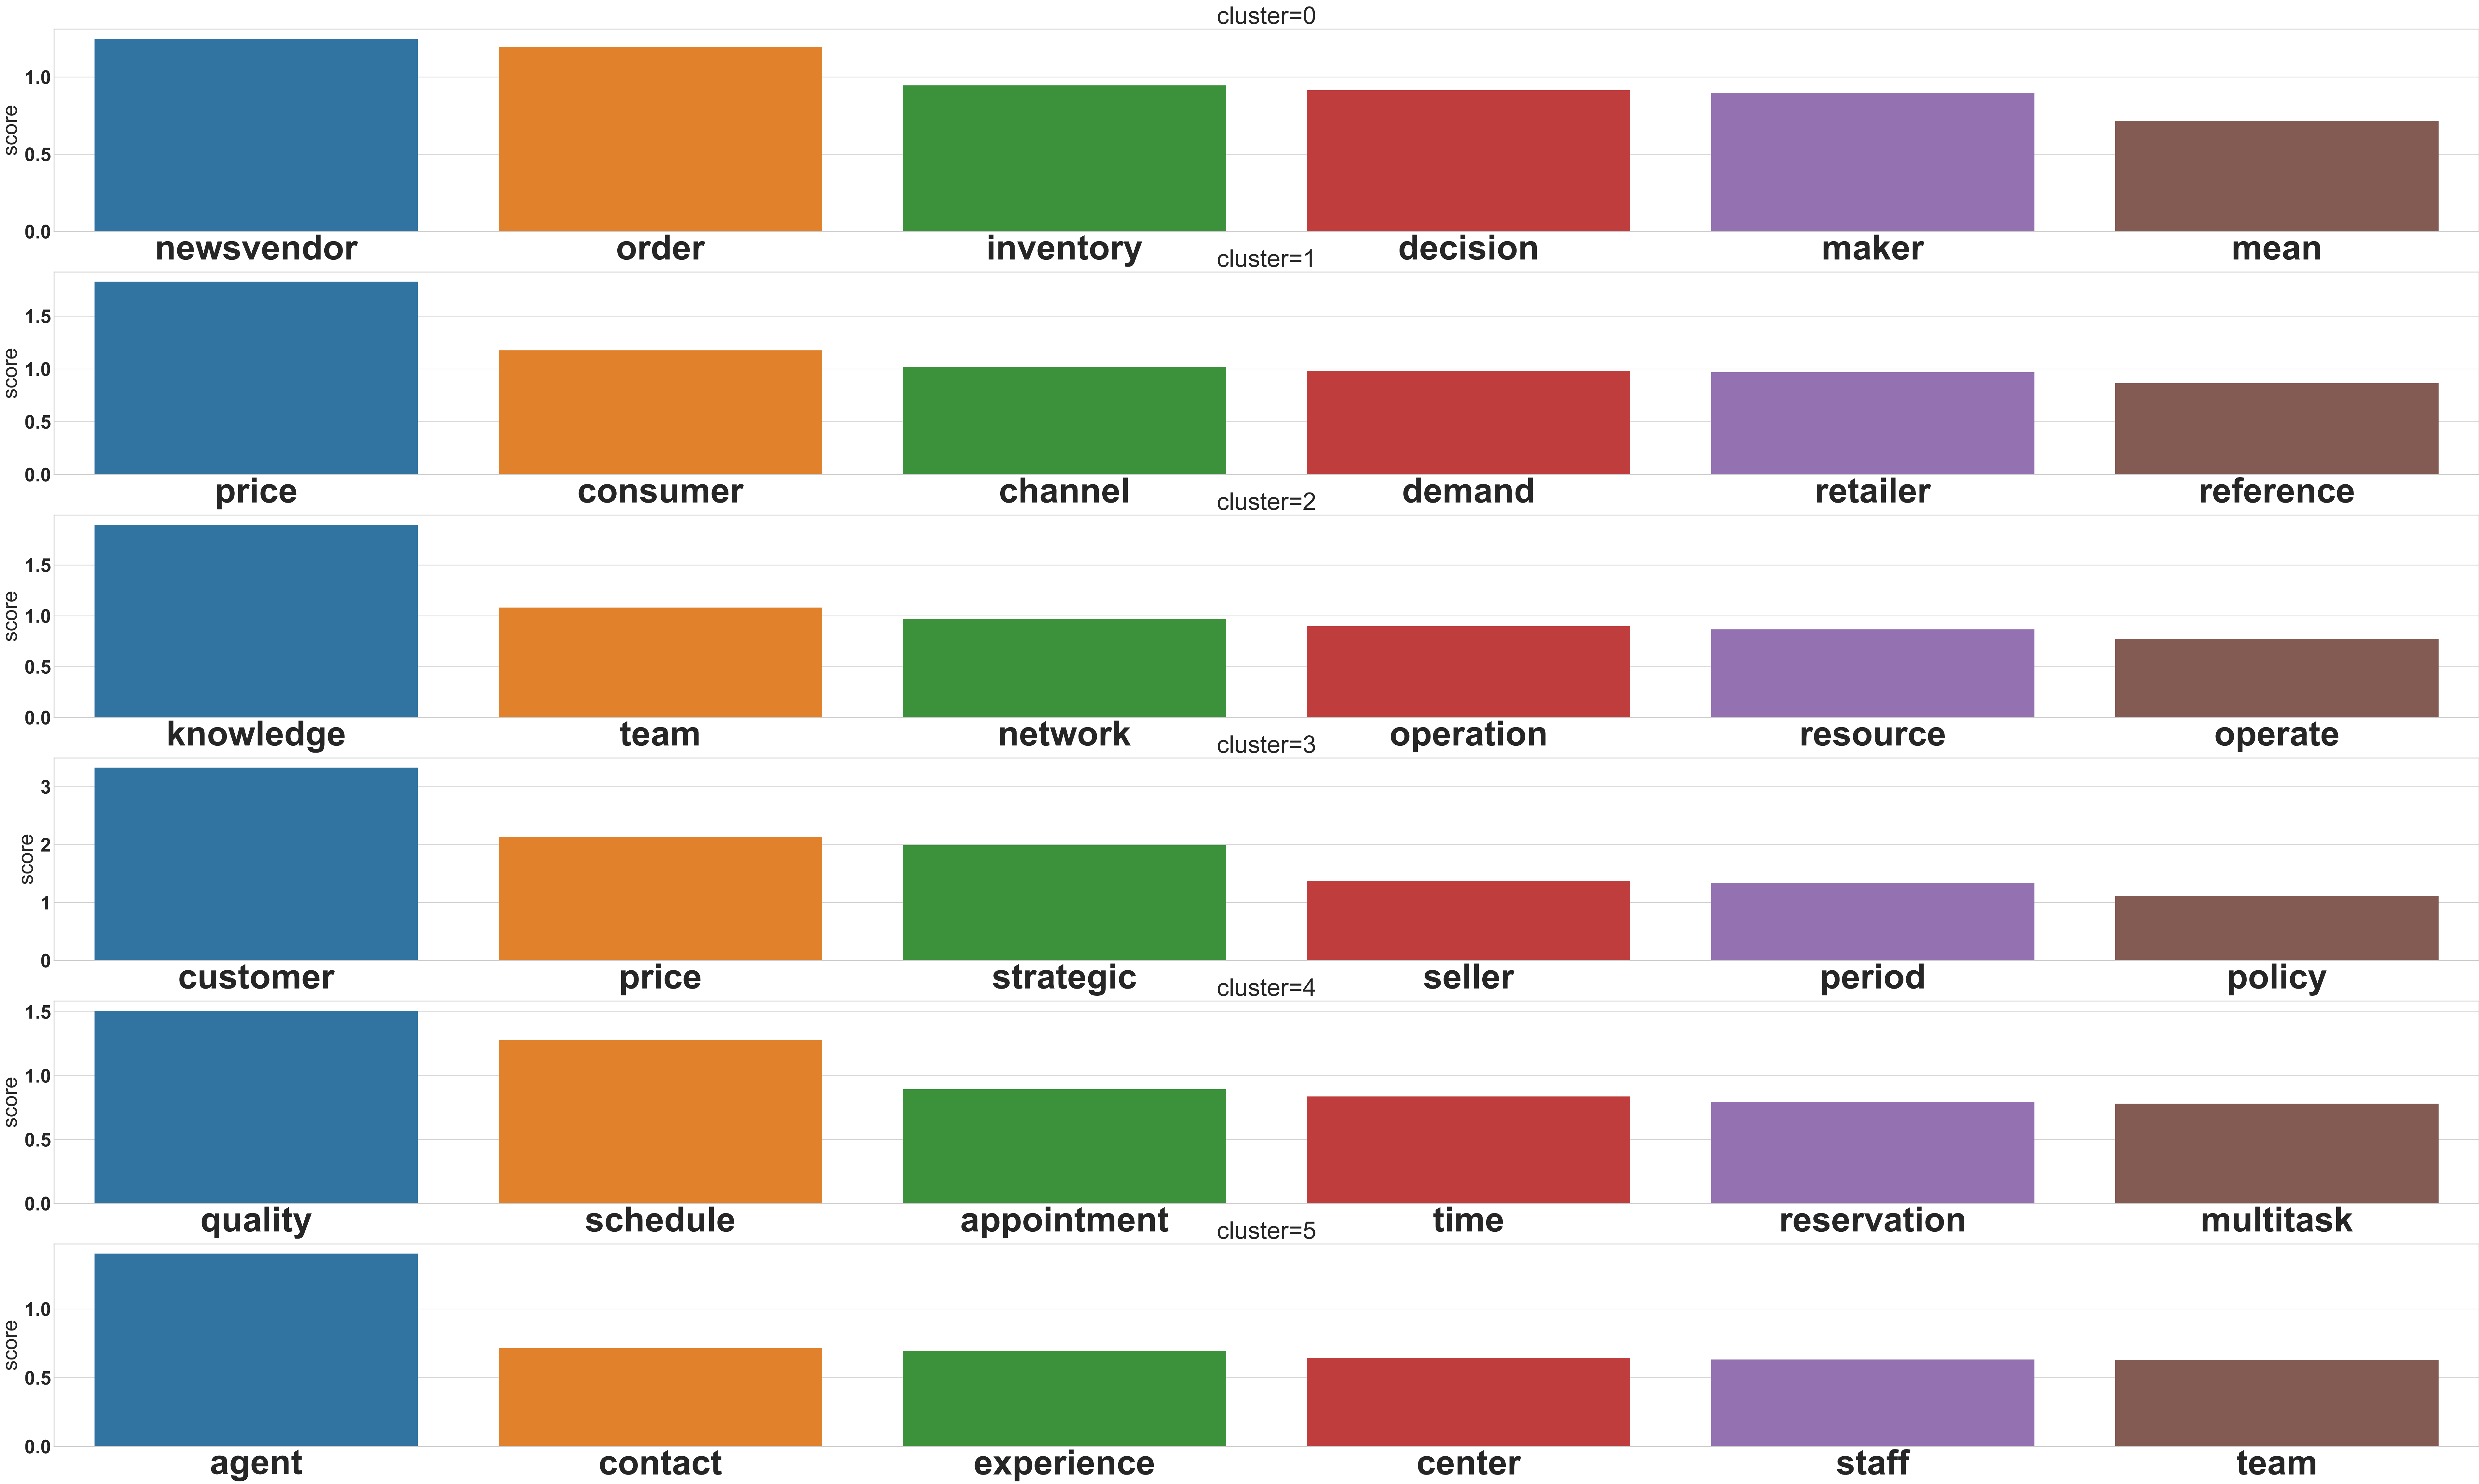 cluster=0
score
1.0
0.5
0.0
newsvendor order inventory decision maker mean
cluster=1
score
1.5
1.0
0.5
0.0
price consumer channel demand retailer reference
cluster=2
score
1.5
1.0
0.5
0.0
knowledge team network operation resource operate
cluster=3
score
3
2
1
0
customer price strategic seller period policy
cluster=4
score
1.5
1.0
0.5
0.0
quality schedule appointment time reservation multitask
cluster=5
score
1.0
0.5
0.0
agent contact experience center staff team